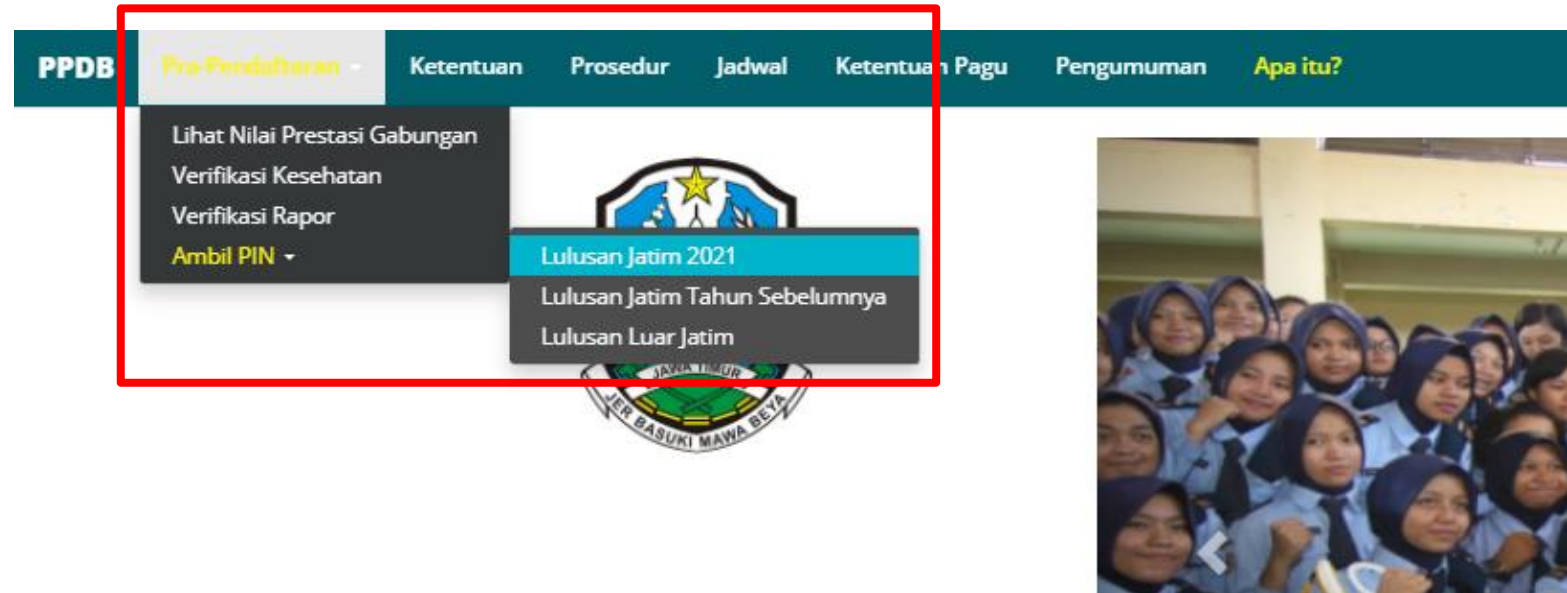 PPDB Pra-Pendaftaran Ketentuan Prosedur Jadwal Ketentuan Pagu Pengumuman Apa itu?
Lihat Nilai Prestasi Gabungan
Verifikasi Kesehatan
Verifikasi Rapor
Ambil PIN
Lulusan Jatim 2021
Lulusan Jatim Tahun Sebelumnya
Lulusan Luar Jatim
JAWA TIMUR
JER BASUKI MAWA BEYA